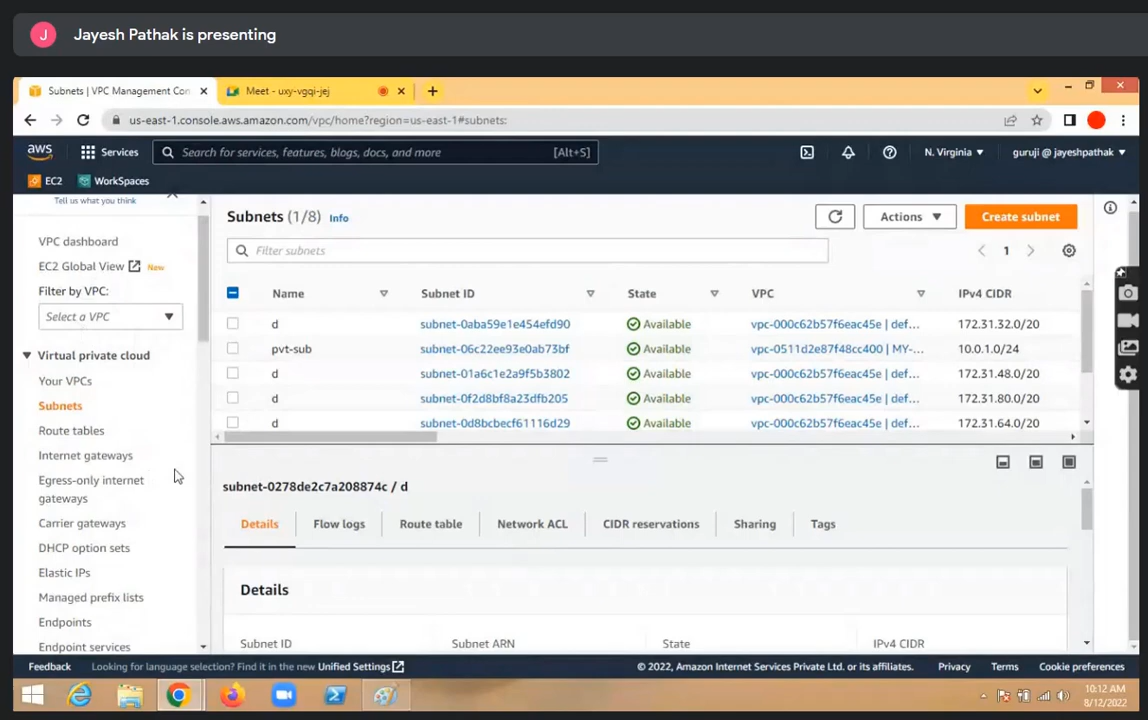 J Jayesh Pathak is presenting
Subnets | VPC Management Con
Meet - uxy-vgqi-jej
us-east-1.console.aws.amazon.com/vpc/home?region=us-east-1#subnets:
aws Services Search for services, features, blogs, docs, and more [Alt+S] N. Virginia guruji @ jayeshpathak
EC2 WorkSpaces
Tell us what you think
VPC dashboard
EC2 Global View New
Filter by VPC:
Select a VPC
Virtual private cloud
Your VPCs
Subnets
Route tables
Internet gateways
Egress-only internet
gateways
Carrier gateways
DHCP option sets
Elastic IPs
Managed prefix lists
Endpoints
Endpoint services
Subnets (1/8) Info Actions Create subnet
Filter subnets 1
Name Subnet ID State VPC IPv4 CIDR
d subnet-0aba59e1e454efd90 Available vpc-000c62b57f6eac45e | def... 172.31.32.0/20
pvt-sub subnet-06c22ee93e0ab73bf Available vpc-0511d2e87f48cc400 | MY-... 10.0.1.0/24
d subnet-01a6c1e2a9f5b3802 Available vpc-000c62b57f6eac45e | def... 172.31.48.0/20
d subnet-0f2d8bf8a23dfb205 Available vpc-000c62b57f6eac45e | def... 172.31.80.0/20
d subnet-0d8bcbecf61116d29 Available vpc-000c62b57f6eac45e | def... 172.31.64.0/20
subnet-0278de2c7a208874c / d
Details Flow logs Route table Network ACL CIDR reservations Sharing Tags
Details
Subnet ID Subnet ARN State IPv4 CIDR
Feedback Looking for language selection? Find it in the new Unified Settings © 2022, Amazon Internet Services Private Ltd. or its affiliates. Privacy Terms Cookie preferences
10:12 AM
8/12/2022